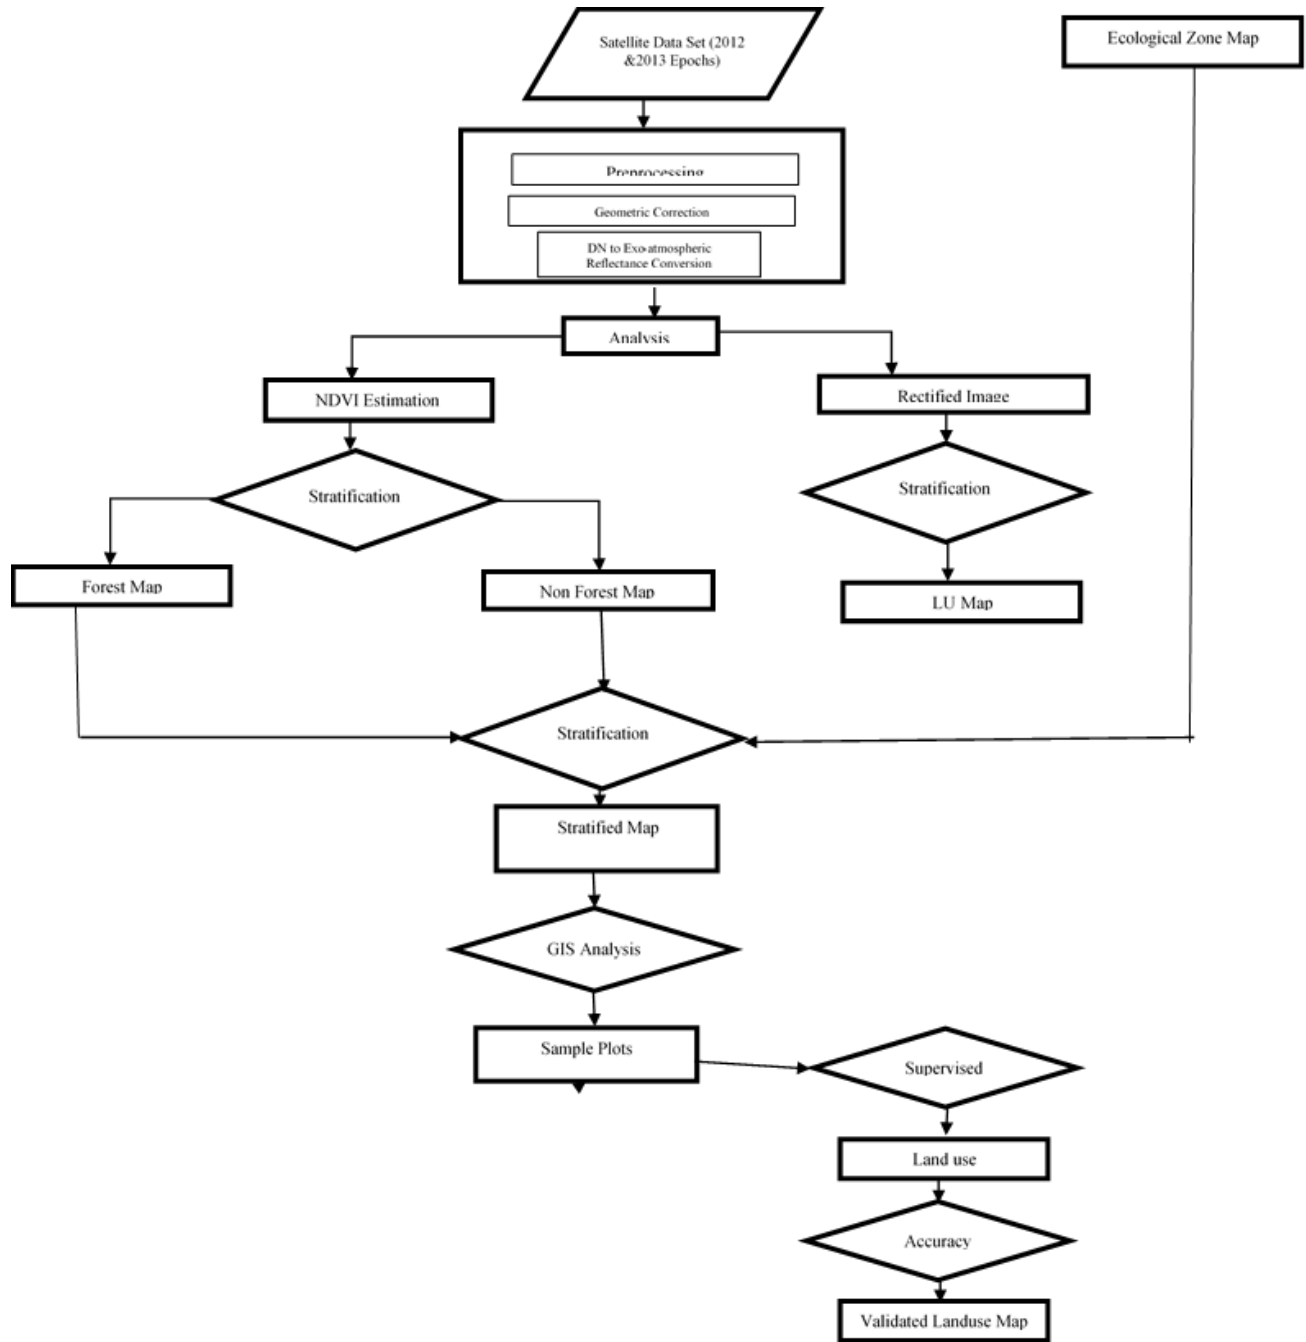 Satellite Data Set (2012
&2013 Epochs)
Ecological Zone Map
Preprocessing
Geometric Correction
DN to Exo-atmospheric
Reflectance Conversion
Analysis
NDVI Estimation
Rectified Image
Stratification
Stratification
Forest Map
Non Forest Map
LU Map
Stratification
Stratified Map
GIS Analysis
Sample Plots
Supervised
Land use
Accuracy
Validated Landuse Map